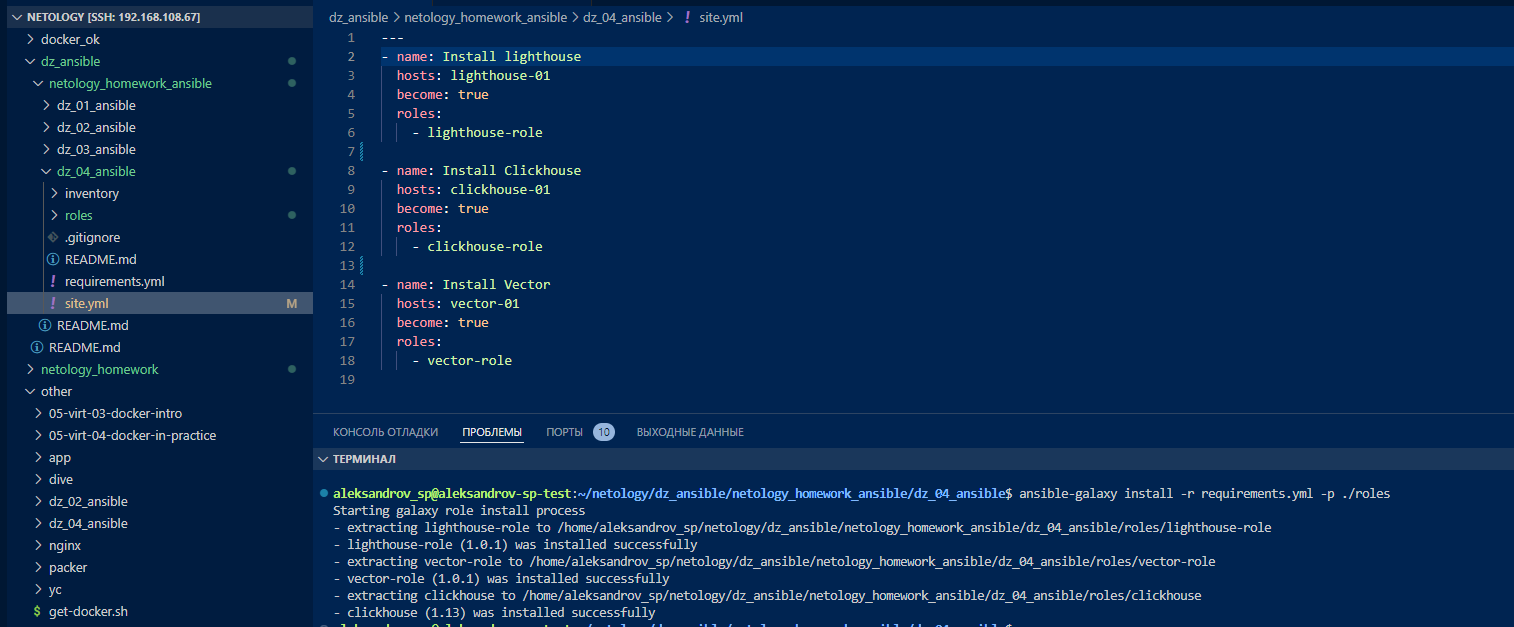 NETOLOGY [SSH: 192.168.108.67]
docker_ok
dz_ansible
netology_homework_ansible
dz_01_ansible
dz_02_ansible
dz_03_ansible
dz_04_ansible
inventory
roles
.gitignore
README.md
requirements.yml
site.yml M
README.md
README.md
netology_homework
other
05-virt-03-docker-intro
05-virt-04-docker-in-practice
app
dive
dz_02_ansible
dz_04_ansible
nginx
packer
yc
$ get-docker.sh
dz_ansible > netology_homework_ansible > dz_04_ansible > ! site.yml
1 ---
2 - name: Install lighthouse
3 hosts: lighthouse-01
4 become: true
5 roles:
6 - lighthouse-role
7
8 - name: Install Clickhouse
9 hosts: clickhouse-01
10 become: true
11 roles:
12 - clickhouse-role
13
14 - name: Install Vector
15 hosts: vector-01
16 become: true
17 roles:
18 - vector-role
19
КОНСОЛЬ ОТЛАДКИ ПРОБЛЕМЫ ПОРТЫ 10 ВЫХОДНЫЕ ДАННЫЕ
ТЕРМИНАЛ
aleksandrov_sp@aleksandrov-sp-test:~/netology/dz_ansible/netology_homework_ansible/dz_04_ansible$ ansible-galaxy install -r requirements.yml -p ./roles
Starting galaxy role install process
- extracting lighthouse-role to /home/aleksandrov_sp/netology/dz_ansible/netology_homework_ansible/dz_04_ansible/roles/lighthouse-role
- lighthouse-role (1.0.1) was installed successfully
- extracting vector-role to /home/aleksandrov_sp/netology/dz_ansible/netology_homework_ansible/dz_04_ansible/roles/vector-role
- vector-role (1.0.1) was installed successfully
- extracting clickhouse to /home/aleksandrov_sp/netology/dz_ansible/netology_homework_ansible/dz_04_ansible/roles/clickhouse
- clickhouse (1.13) was installed successfully